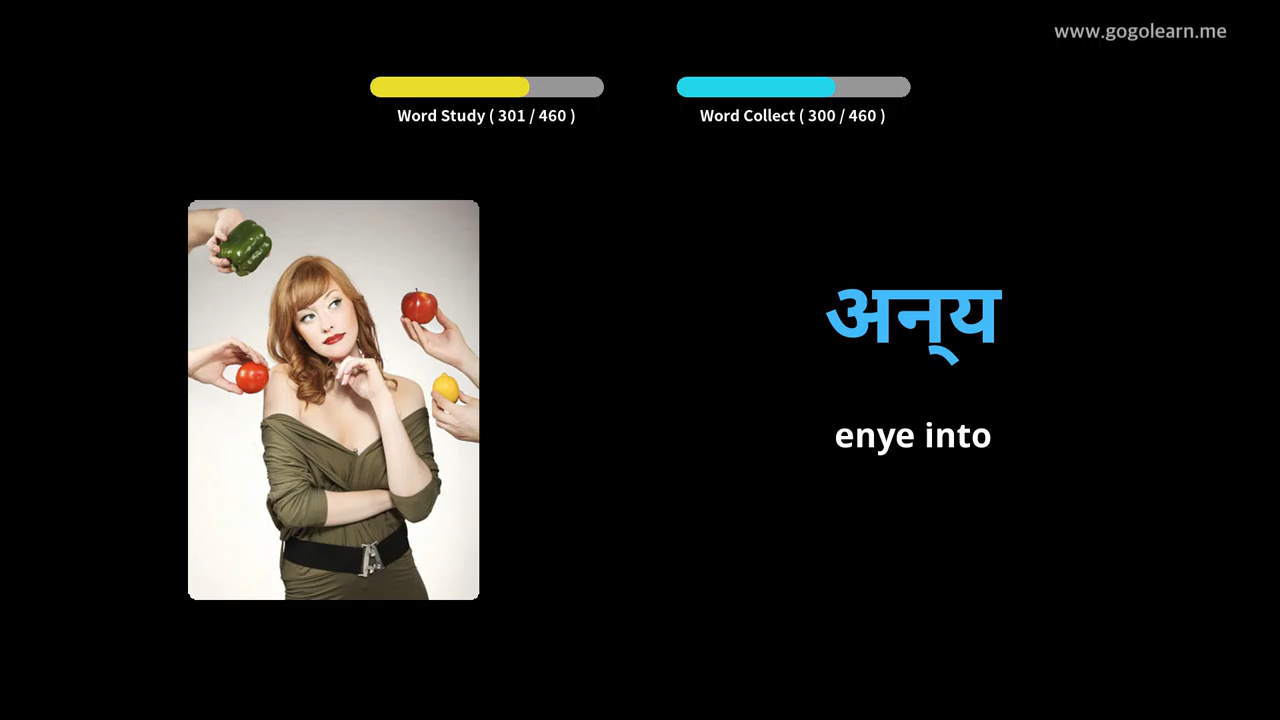 www.gogolearn.me
Word Study ( 301 / 460 )
Word Collect ( 300 / 460 )
अन्‌य
enye into